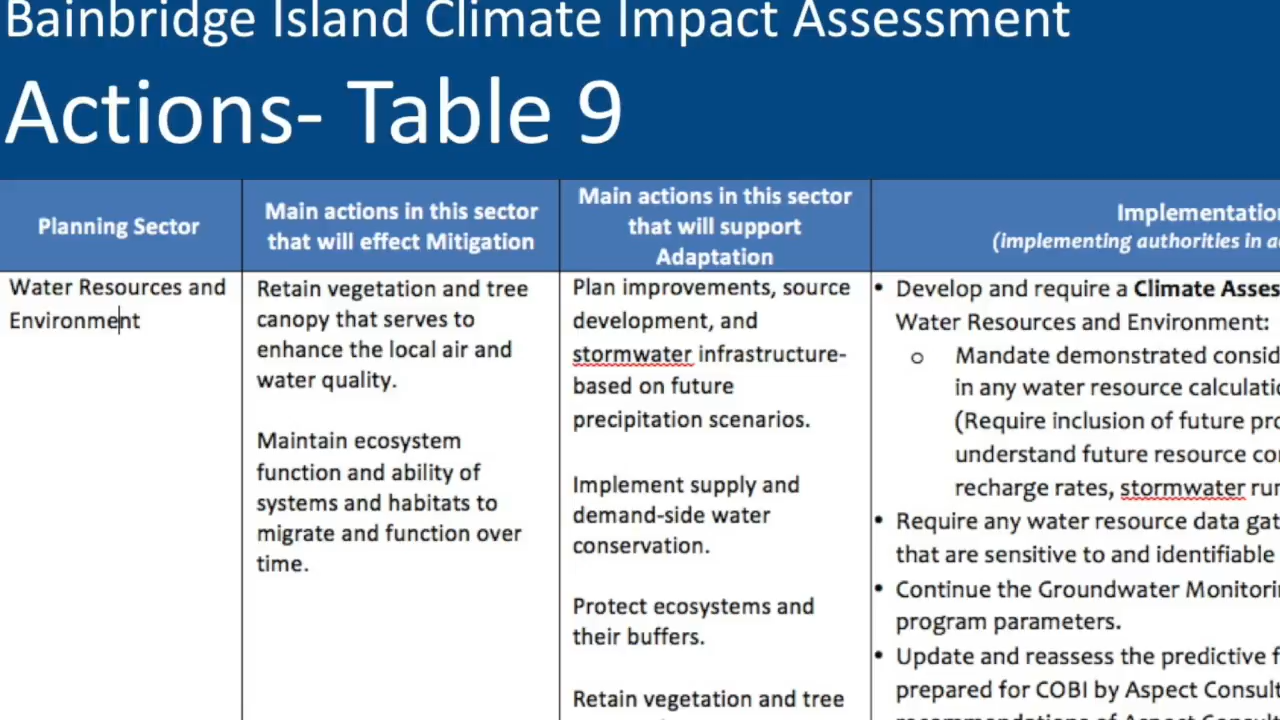 Bainbridge Island Climate Impact Assessment
Actions- Table 9
Planning Sector
Main actions in this sector
that will effect Mitigation
Main actions in this sector
that will support
Adaptation
(implementing authorities in
Water Resources and
Environment
Retain vegetation and tree
canopy that serves to
enhance the local air and
water quality.
Maintain ecosystem
function and ability of
systems and habitats to
migrate and function over
time.
Plan improvements, source
development, and
stormwater infrastructure-
based on future
precipitation scenarios.
Implement supply and
demand-side water
conservation.
Protect ecosystems and
their buffers.
Retain vegetation and tree
• Develop and require a Climate
Water Resources and Environment:
o Mandate demonstrated
in any water resource
(Require inclusion of future
understand future resource
recharge rates, stormwater
• Require any water resource data
that are sensitive to and identifiable
• Continue the Groundwater
program parameters.
• Update and reassess the predictive
prepared for COBI by Aspect